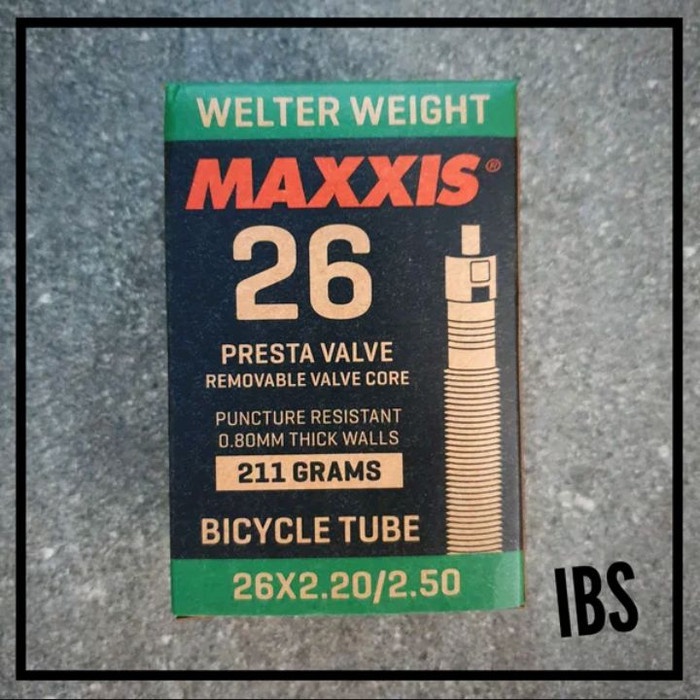 WELTER WEIGHT
MAXXIS®
26
PRESTA VALVE
REMOVABLE VALVE CORE
PUNCTURE RESISTANT
0.80MM THICK WALLS
211 GRAMS
BICYCLE TUBE
26X2.20/2.50
IBS